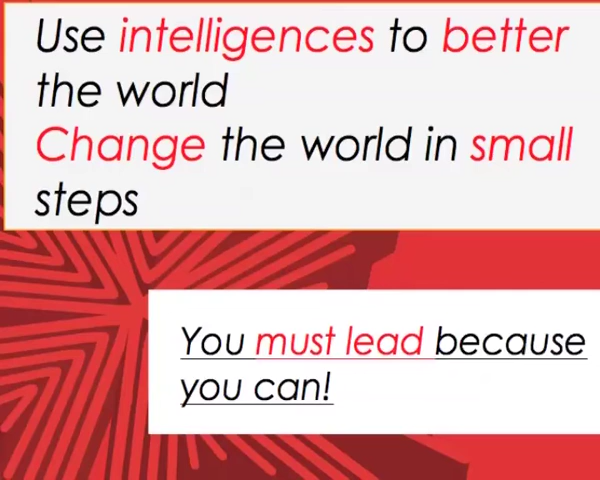 Use intelligences to better
the world
Change the world in small
steps
You must lead because
you can!